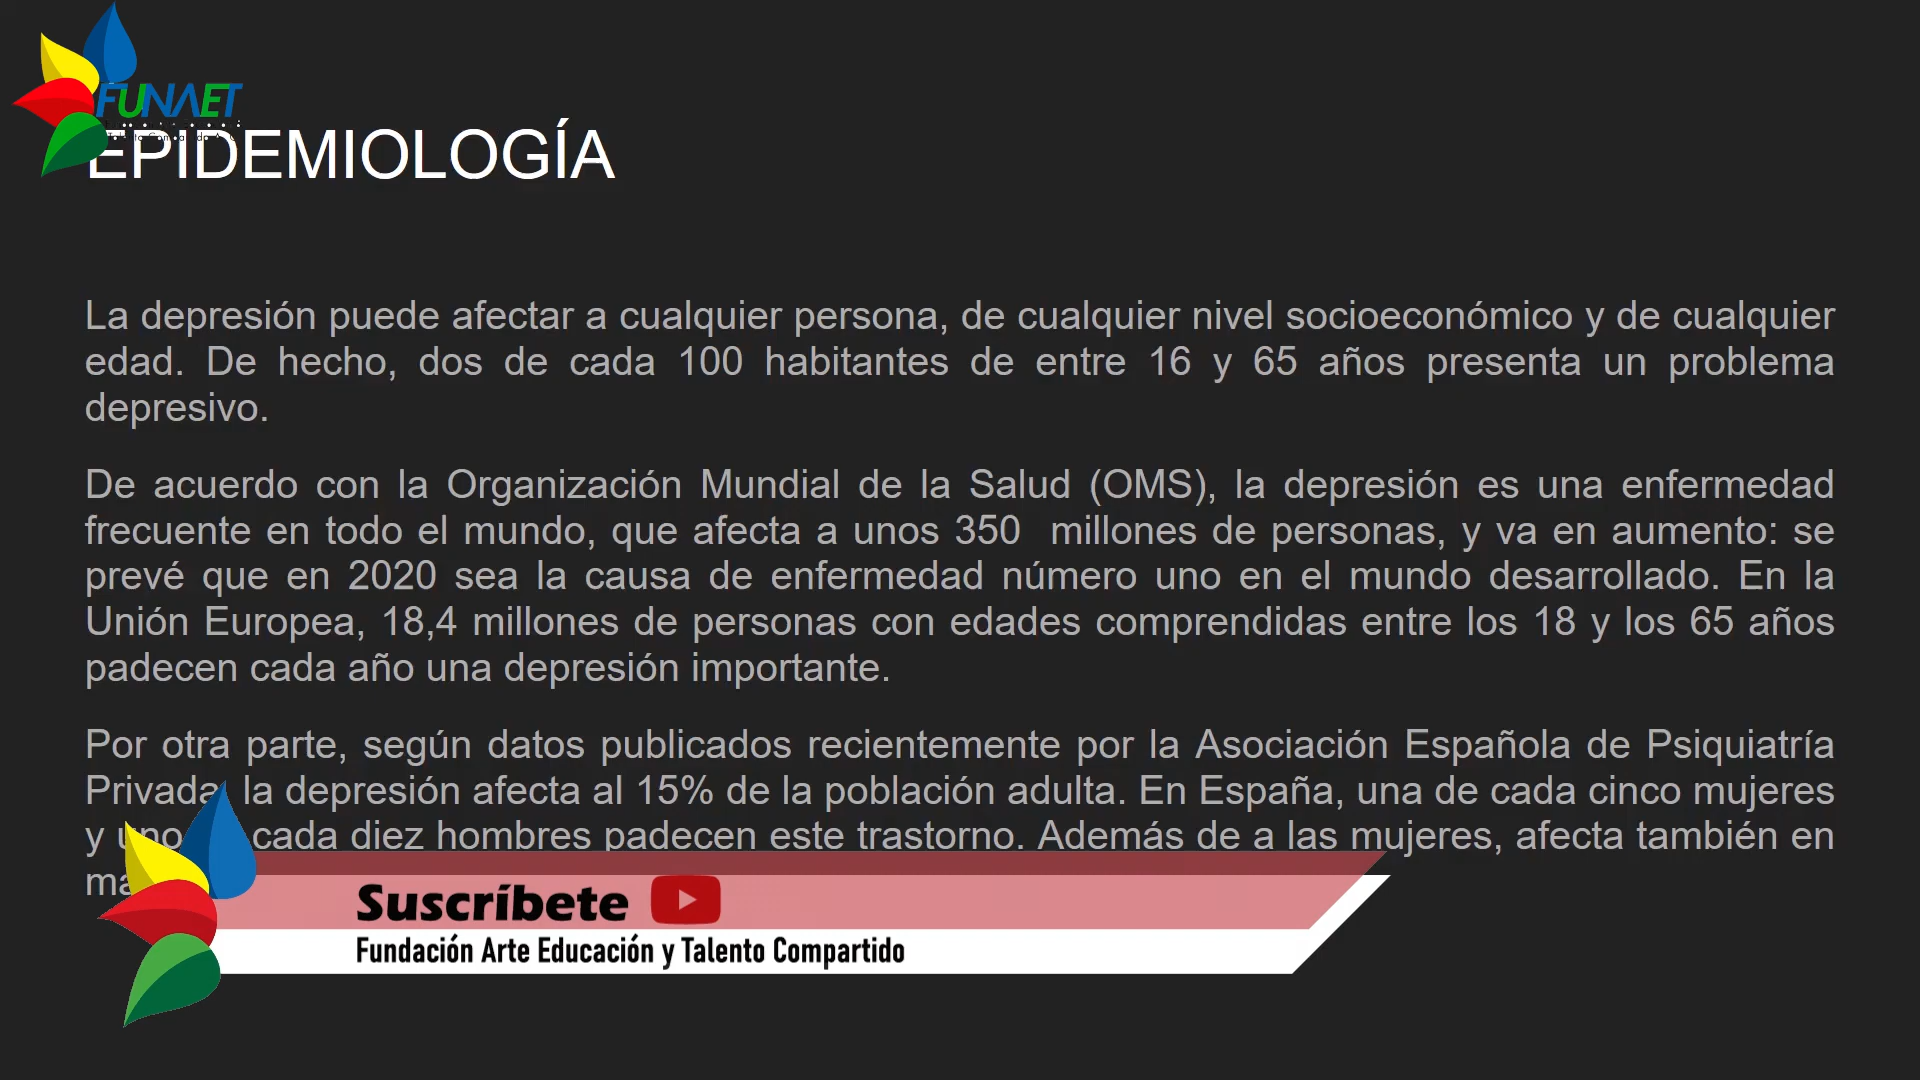 FUNAET
EPIDEMIOLOGÍA
La depresión puede afectar a cualquier persona, de cualquier nivel socioeconómico y de cualquier
edad. De hecho, dos de cada 100 habitantes de entre 16 y 65 años presenta un problema
depresivo.
De acuerdo con la Organización Mundial de la Salud (OMS), la depresión es una enfermedad
frecuente en todo el mundo, que afecta a unos 350 millones de personas, y va en aumento: se
prevé que en 2020 sea la causa de enfermedad número uno en el mundo desarrollado. En la
Unión Europea, 18,4 millones de personas con edades comprendidas entre los 18 y los 65 años
padecen cada año una depresión importante.
Por otra parte, según datos publicados recientemente por la Asociación Española de Psiquiatría
Privada, la depresión afecta al 15% de la población adulta. En España, una de cada cinco mujeres
y uno cada diez hombres padecen este trastorno. Además de a las mujeres, afecta también en
Suscríbete
Fundación Arte Educación y Talento Compartido